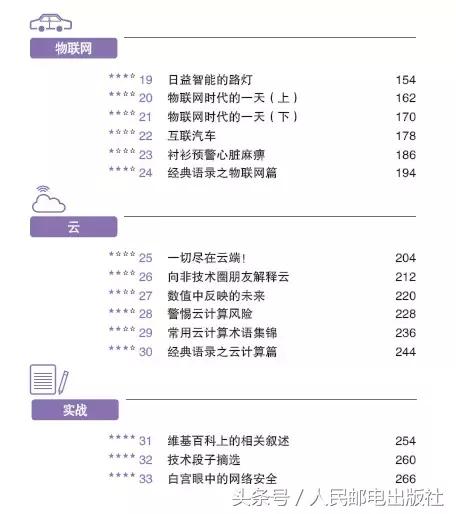 物联网
★★★☆ 19 日益智能的路灯 154
★★☆☆ 20 物联网时代的一天（上） 162
★★☆☆ 21 物联网时代的一天（下） 170
☆☆☆☆ 22 互联汽车 178
★☆☆☆ 23 衬衫预警心脏麻痹 186
★★★☆ 24 经典语录之物联网篇 194
云
★☆☆☆ 25 一切尽在云端！ 204
★☆☆☆ 26 向非技术圈朋友解释云 212
★★☆☆ 27 数值中反映的未来 220
★★★☆ 28 警惕云计算风险 228
★★☆☆ 29 常用云计算术语集锦 236
★★★☆ 30 经典语录之云计算篇 244
实战
★★★★ 31 维基百科上的相关叙述 254
★★★★ 32 技术段子摘选 260
★★★★ 33 白宫眼中的网络安全 266
头条号／人民邮电出版社